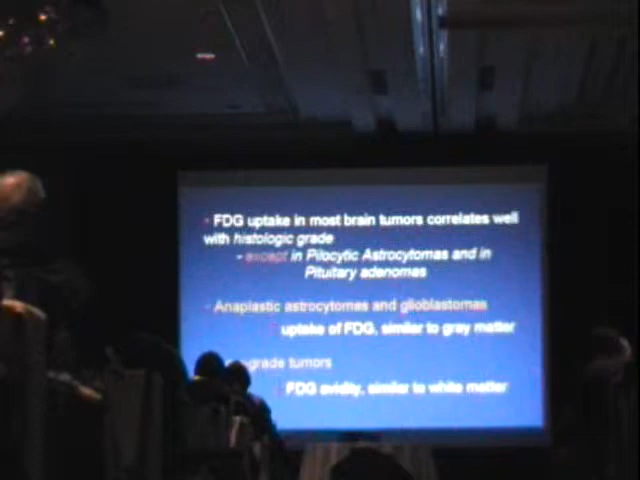 - FDG uptake in most brain tumors correlates well
with histologic grade
- except in Pilocytic Astrocytomas and in
Pituitary adenomas
- Anaplastic astrocytomas and glioblastomas
uptake of FDG, similar to gray matter
grade tumors
FDG avidity, similar to white matter